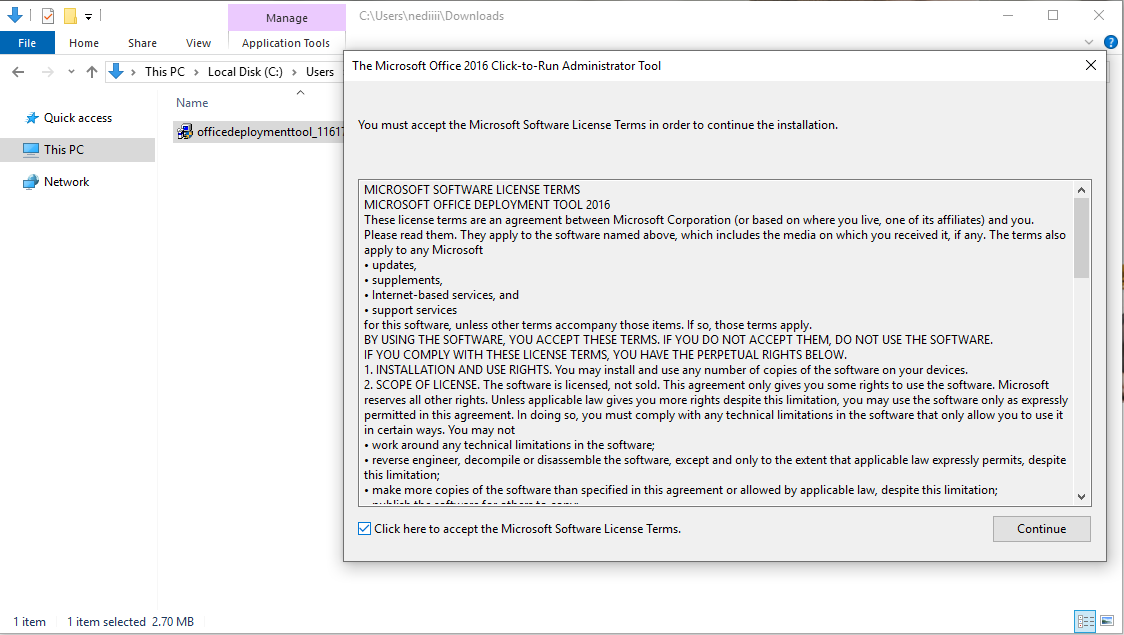 Manage
C:\Users\nediiii\Downloads
File
Home
Share
View
Application Tools
?
This PC
Local Disk (C:)
Users
Name
Quick access
officedeploymenttool_11617
This PC
Network
The Microsoft Office 2016 Click-to-Run Administrator Tool
You must accept the Microsoft Software License Terms in order to continue the installation.
MICROSOFT SOFTWARE LICENSE TERMS
MICROSOFT OFFICE DEPLOYMENT TOOL 2016
These license terms are an agreement between Microsoft Corporation (or based on where you live, one of its affiliates) and you.
Please read them. They apply to the software named above, which includes the media on which you received it, if any. The terms also
apply to any Microsoft
• updates,
• supplements,
• Internet-based services, and
• support services
for this software, unless other terms accompany those items. If so, those terms apply.
BY USING THE SOFTWARE, YOU ACCEPT THESE TERMS. IF YOU DO NOT ACCEPT THEM, DO NOT USE THE SOFTWARE.
IF YOU COMPLY WITH THESE LICENSE TERMS, YOU HAVE THE PERPETUAL RIGHTS BELOW.
1. INSTALLATION AND USE RIGHTS. You may install and use any number of copies of the software on your devices.
2. SCOPE OF LICENSE. The software is licensed, not sold. This agreement only gives you some rights to use the software. Microsoft
reserves all other rights. Unless applicable law gives you more rights despite this limitation, you may use the software only as expressly
permitted in this agreement. In doing so, you must comply with any technical limitations in the software that only allow you to use it
in certain ways. You may not
• work around any technical limitations in the software;
• reverse engineer, decompile or disassemble the software, except and only to the extent that applicable law expressly permits, despite
this limitation;
• make more copies of the software than specified in this agreement or allowed by applicable law, despite this limitation;
• publish the software for others to copy;
Click here to accept the Microsoft Software License Terms.
Continue
1 item
1 item selected 2.70 MB